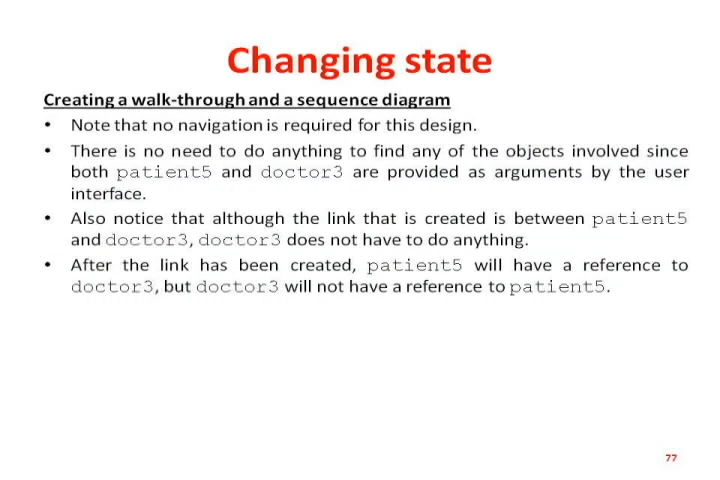 Changing state
Creating a walk-through and a sequence diagram
• Note that no navigation is required for this design.
• There is no need to do anything to find any of the objects involved since
both patient5 and doctor3 are provided as arguments by the user
interface.
• Also notice that although the link that is created is between patient5
and doctor3, doctor3 does not have to do anything.
• After the link has been created, patient5 will have a reference to
doctor3, but doctor3 will not have a reference to patient5.
77